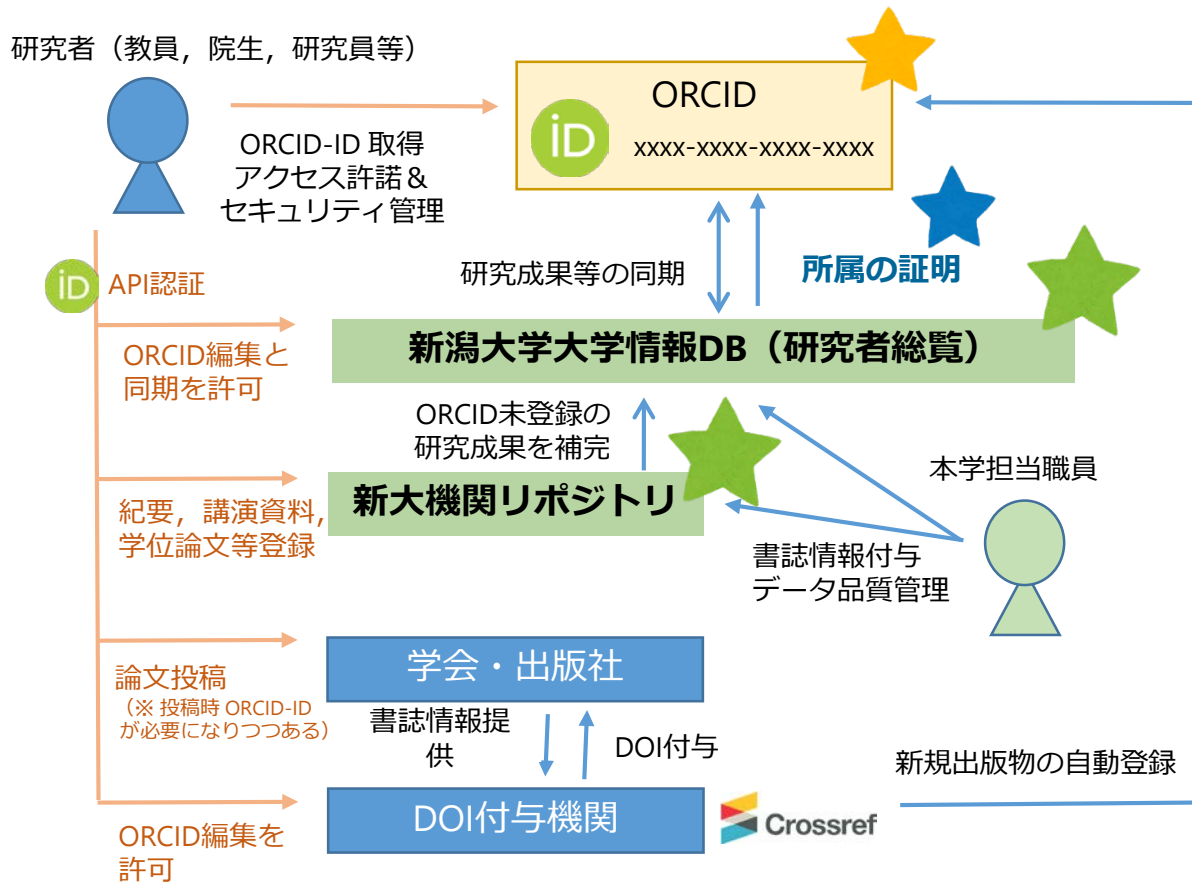 研究者（教員，院生，研究員等）
ORCID
iD
xxxx-xxxx-xxxx-xxxx
ORCID-ID 取得
アクセス許諾＆
セキュリティ管理
研究成果等の同期
所属の証明
iD
API認証
新潟大学大学情報DB（研究者総覧）
ORCID編集と
同期を許可
ORCID未登録の
研究成果を補完
本学担当職員
新大機関リポジトリ
紀要，講演資料，
学位論文等登録
書誌情報付与
データ品質管理
学会・出版社
論文投稿
（※ 投稿時 ORCID-ID
が必要になりつつある）
書誌情報提
供
DOI付与
新規出版物の自動登録
DOI付与機関
Crossref
ORCID編集を
許可